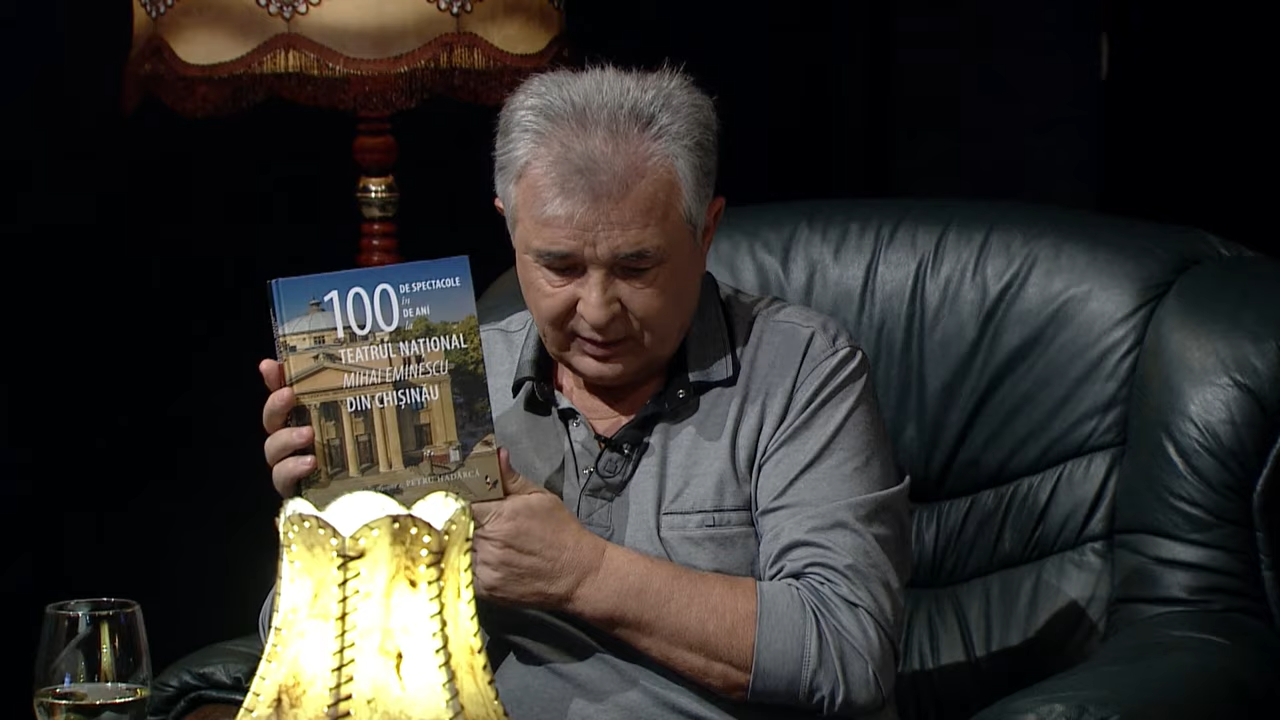 100 DE SPECTACOLE
în
DE ANI
la
TEATRUL NAȚIONAL
MIHAI EMINESCU
DIN CHIȘINĂU
PETRU HADÂRCĂ